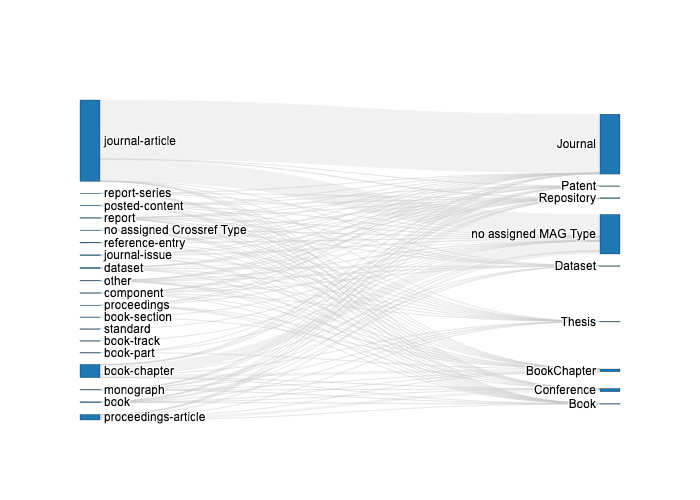 journal-article
report-series
posted-content
report
no assigned Crossref Type
reference-entry
journal-issue
dataset
other
component
proceedings
book-section
standard
book-track
book-part
book-chapter
monograph
book
proceedings-article
Journal
Patent
Repository
no assigned MAG Type
Dataset
Thesis
BookChapter
Conference
Book